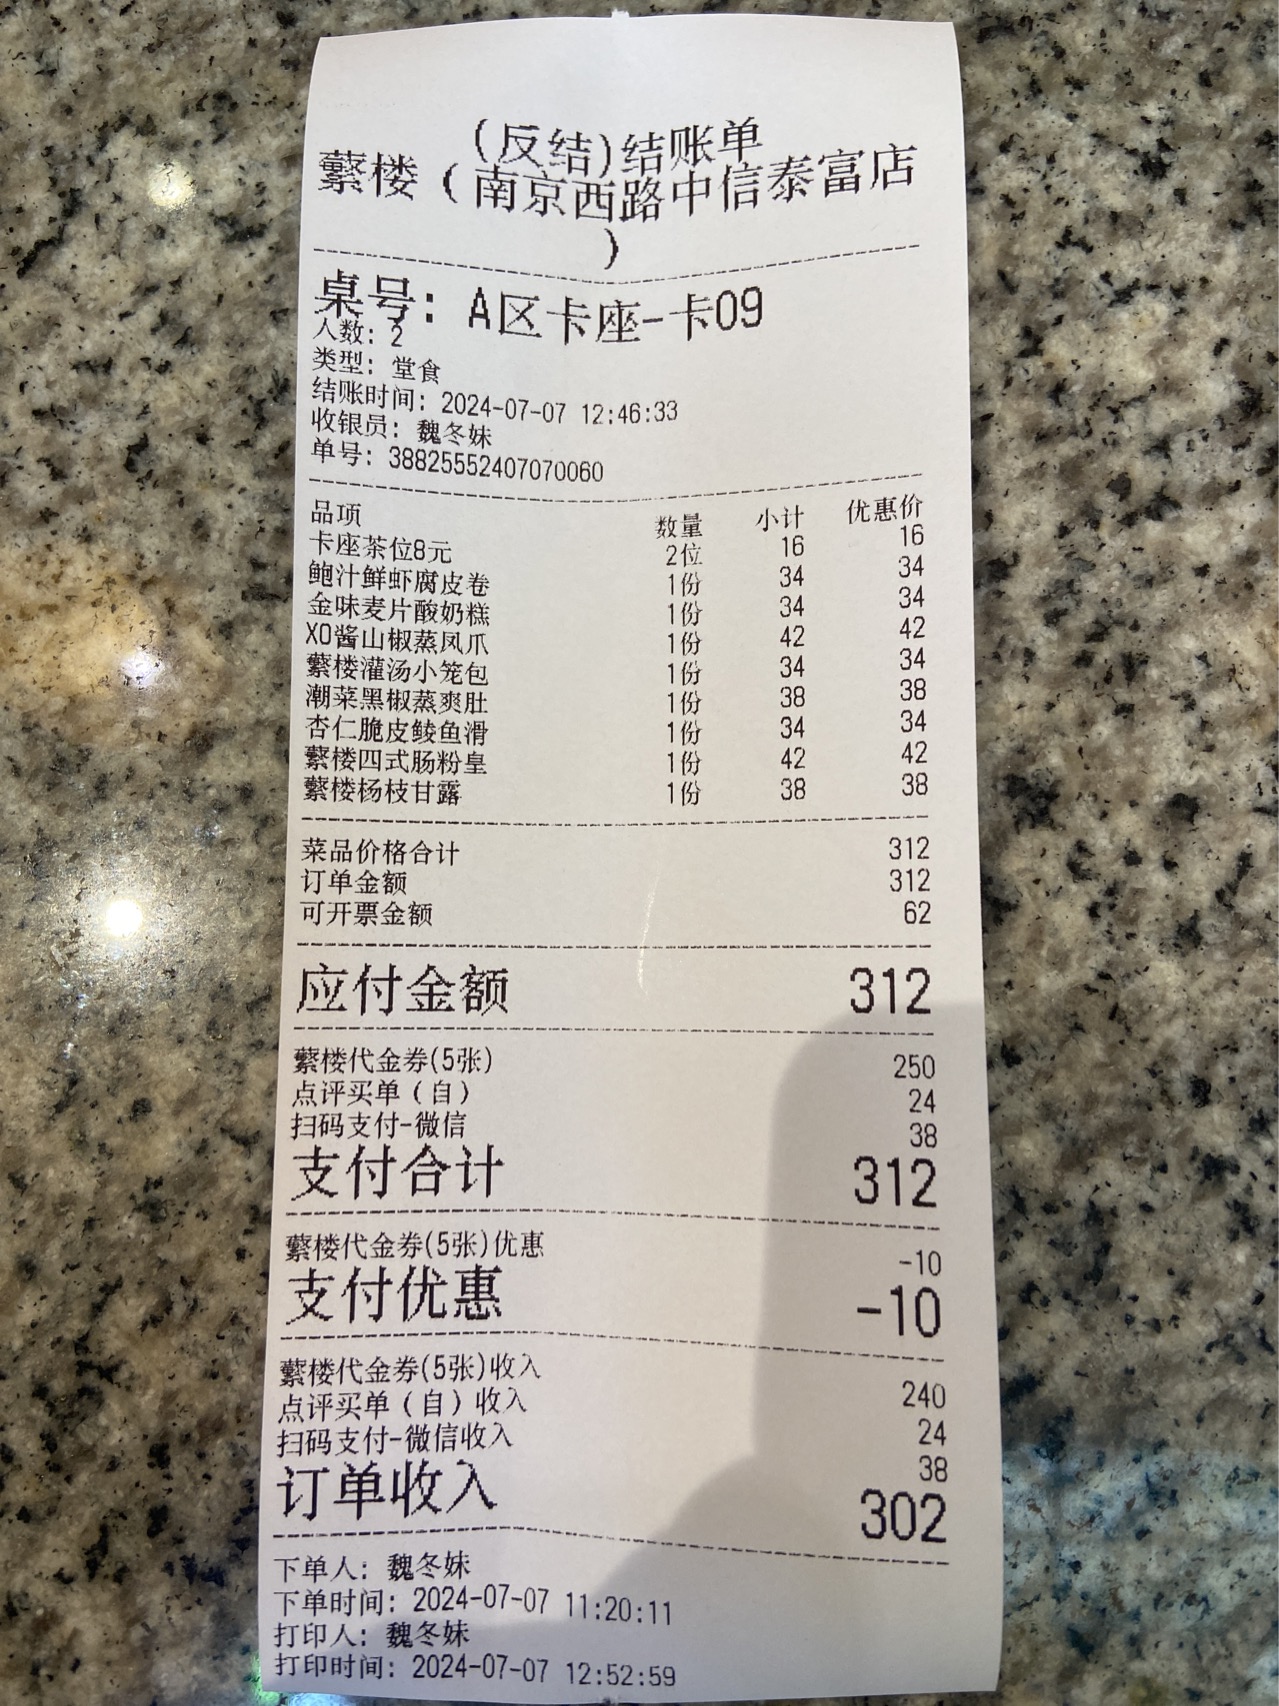 (反结)结账单
蘩楼（南京西路中信泰富店
）
桌号：A区卡座-卡09
人数：2
类型：堂食
结账时间：2024-07-07 12:46:33
收银员：魏冬妹
单号：38825552407070060
品项 数量 小计 优惠价
卡座茶位8元 2位 16 16
鲍汁鲜虾腐皮卷 1份 34 34
金味麦片酸奶糕 1份 34 34
XO酱山椒蒸凤爪 1份 42 42
蘩楼灌汤小笼包 1份 34 34
潮菜黑椒蒸爽肚 1份 38 38
杏仁脆皮鲮鱼滑 1份 34 34
蘩楼四式肠粉皇 1份 42 42
蘩楼杨枝甘露 1份 38 38
菜品价格合计 312
订单金额 312
可开票金额 62
应付金额 312
蘩楼代金券(5张) 250
点评买单（自） 24
扫码支付-微信 38
支付合计 312
蘩楼代金券(5张)优惠 -10
支付优惠 -10
蘩楼代金券(5张)收入 240
点评买单（自）收入 24
扫码支付-微信收入 38
订单收入 302
下单人：魏冬妹
下单时间：2024-07-07 11:20:11
打印人：魏冬妹
打印时间：2024-07-07 12:52:59